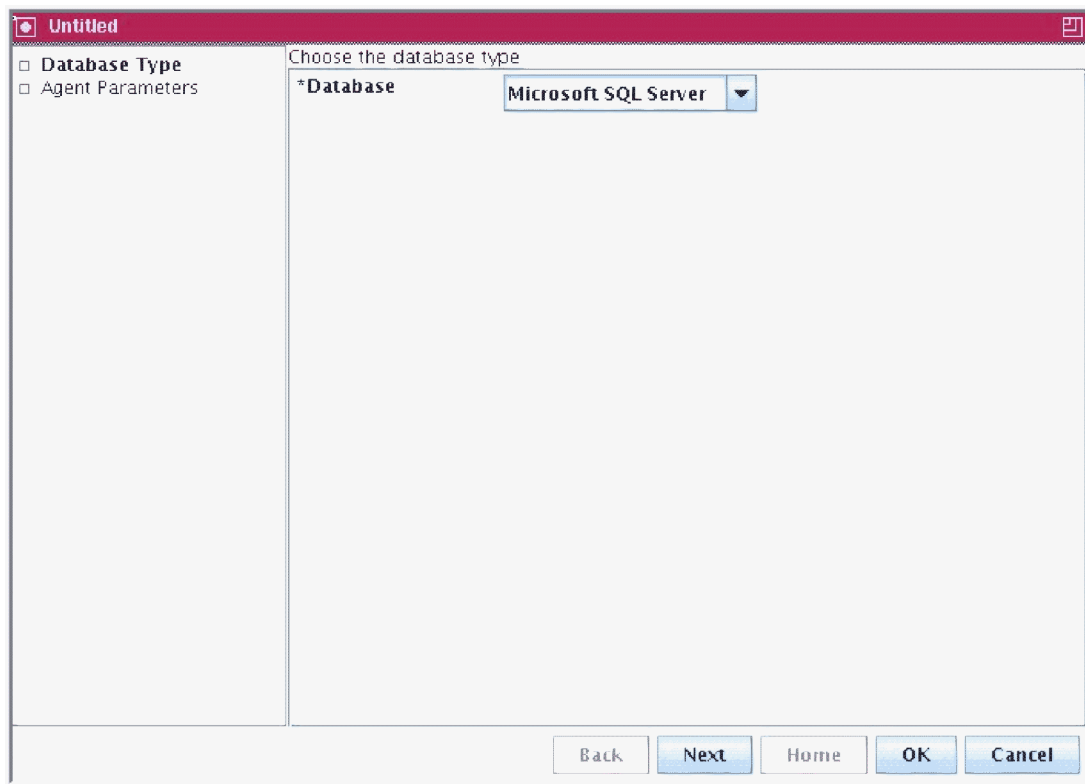 Untitled
Database Type
Agent Parameters
Choose the database type
*Database
Microsoft SQL Server
Back Next Home OK Cancel